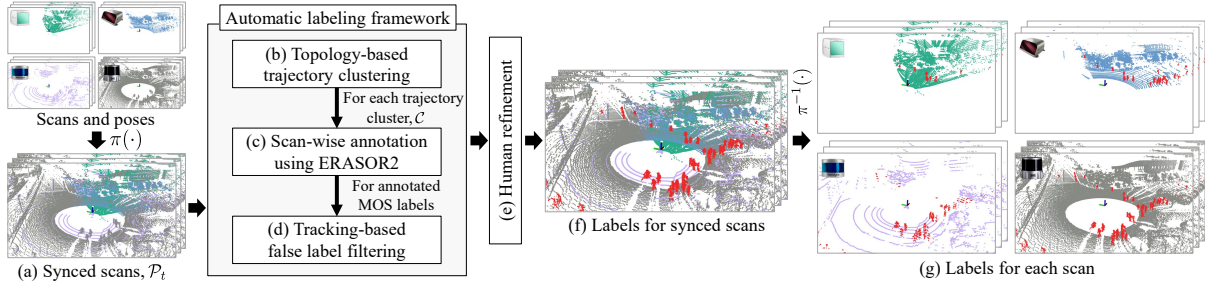 Scans and poses
π(·)
(a) Synced scans, 𝒫ₜ
Automatic labeling framework
(b) Topology-based
trajectory clustering
For each trajectory
cluster, 𝒞
(c) Scan-wise annotation
using ERASOR2
For annotated
MOS labels
(d) Tracking-based
false label filtering
(e) Human refinement
(f) Labels for synced scans
π⁻¹(·)
(g) Labels for each scan